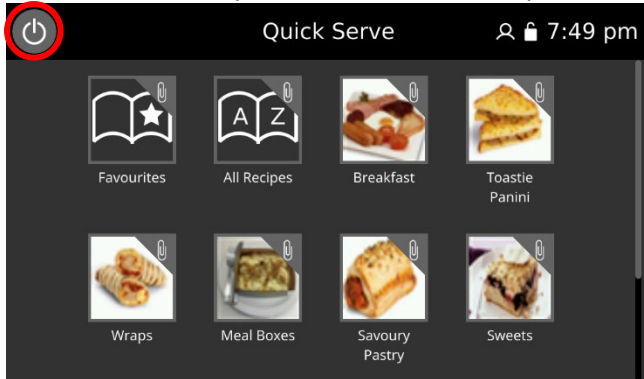 Quick Serve
7:49 pm
A Z
Favourites
All Recipes
Breakfast
Toastie
Panini
Wraps
Meal Boxes
Savoury
Pastry
Sweets